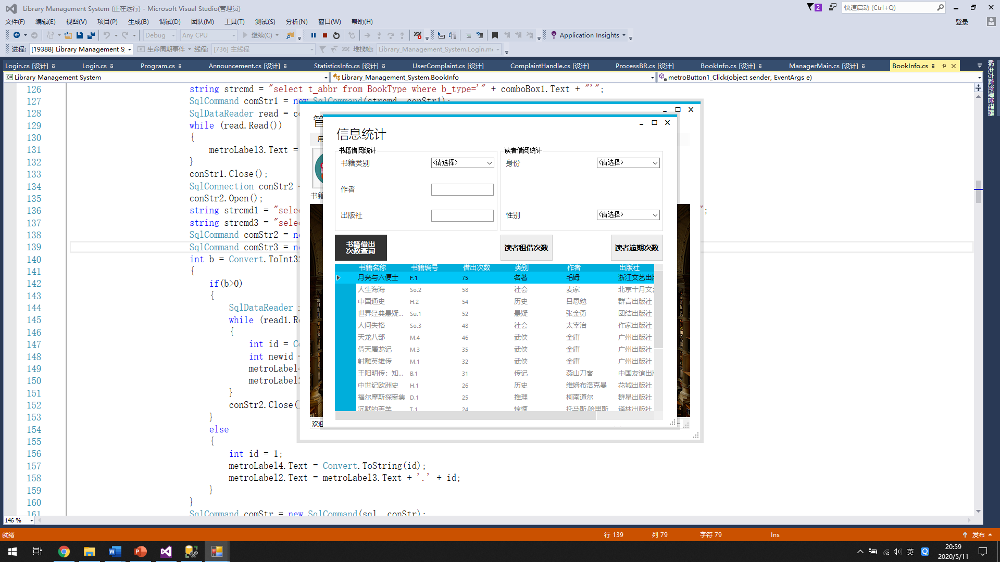 Library Management System (正在运行) - Microsoft Visual Studio(管理员)
2
快速启动 (Ctrl+Q)
文件(F) 编辑(E) 视图(V) 项目(P) 生成(B) 调试(D) 团队(M) 工具(T) 测试(S) 分析(N) 窗口(W) 帮助(H)
登录
Debug Any CPU 继续(C) Application Insights
进程: [19388] Library Management S 生命周期事件 线程: [736] 主线程 堆栈帧: Library_Management_System.Login.me
Login.cs [设计] Login.cs Program.cs Announcement.cs [设计] StatisticsInfo.cs [设计] UserComplaint.cs [设计] ComplaintHandle.cs [设计] ProcessBR.cs [设计] BookInfo.cs [设计] ManagerMain.cs [设计] BookInfo.cs
解决方案资源管理器
Library Management System Library_Management_System.BookInfo metroButton1_Click(object sender, EventArgs e)
126 string strcmd = "select t_abbr from BookType where b_type='" + comboBox1.Text + "'";
127 SqlCommand comStr1 = new SqlCommand(strcmd, conStr1);
128 SqlDataReader read = co
129 while (read.Read())
130 {
131 metroLabel3.Text =
132 }
133 conStr1.Close();
134 SqlConnection conStr2 =
135 conStr2.Open();
136 string strcmd1 = "selec ";
137 string strcmd3 = "selec
138 SqlCommand comStr2 = ne
139 SqlCommand comStr3 = ne
140 int b = Convert.ToInt32
141 {
142 if(b>0)
143 {
144 SqlDataReader r
145 while (read1.Re
146 {
147 int id = Co
148 int newid =
149 metroLabel4
150 metroLabel2
151 }
152 conStr2.Close()
153 }
154 else
155 {
156 int id = 1;
157 metroLabel4.Text = Convert.ToString(id);
158 metroLabel2.Text = metroLabel3.Text + '.' + id;
159 }
160 }
161 SqlCommand comStr = new SqlCommand(sql, conStr);
管
用
书籍
欢迎
信息统计
书籍借阅统计
书籍类别 <请选择>
作者
出版社
读者借阅统计
身份 <请选择>
性别 <请选择>
书籍借出
次数查询
读者租借次数
读者逾期次数
书籍名称 书籍编号 借出次数 类别 作者 出版社
月亮与六便士 F.1 75 名著 毛姆 浙江文艺出版
人生海海 So.2 58 社会 麦家 北京十月文艺
中国通史 H.2 54 历史 吕思勉 群言出版社
世界经典悬疑... Su.1 52 悬疑 张金勇 团结出版社
人间失格 So.3 48 社会 太宰治 作家出版社
天龙八部 M.4 46 武侠 金庸 广州出版社
倚天屠龙记 M.3 35 武侠 金庸 广州出版社
射雕英雄传 M.1 32 武侠 金庸 广州出版社
王阳明传：知... B.1 31 传记 燕山刀客 中国友谊出版
中世纪欧洲史 H.1 26 历史 维姆布洛克曼 花城出版社
福尔摩斯探案集 D.1 25 推理 柯南道尔 群星出版社
沉默的羔羊 T.1 24 惊悚 托马斯.哈里斯 译林出版社
146 %
就绪 行 139 列 79 字符 79 Ins 发布
英
20:59
2020/5/11